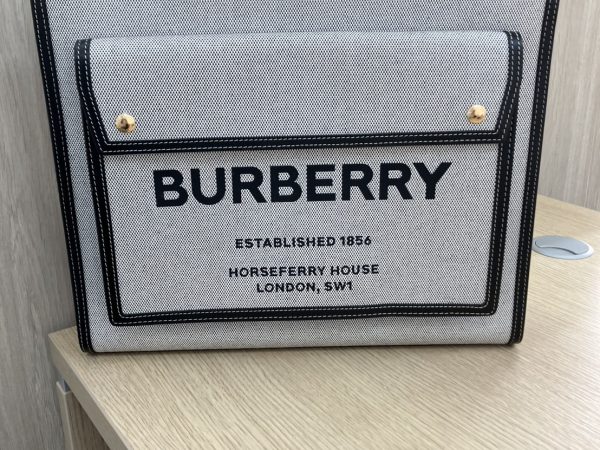 BURBERRY
ESTABLISHED 1856
HORSEFERRY HOUSE
LONDON, SW1